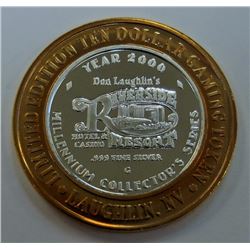 LIMITED EDITION TEN DOLLAR GAMING TOKEN
YEAR 2000
Don Laughlin's
RIVERSIDE
HOTEL &
CASINO
RESORT
.999 FINE SILVER
G
MILLENNIUM COLLECTOR'S SERIES
LAUGHLIN, NV